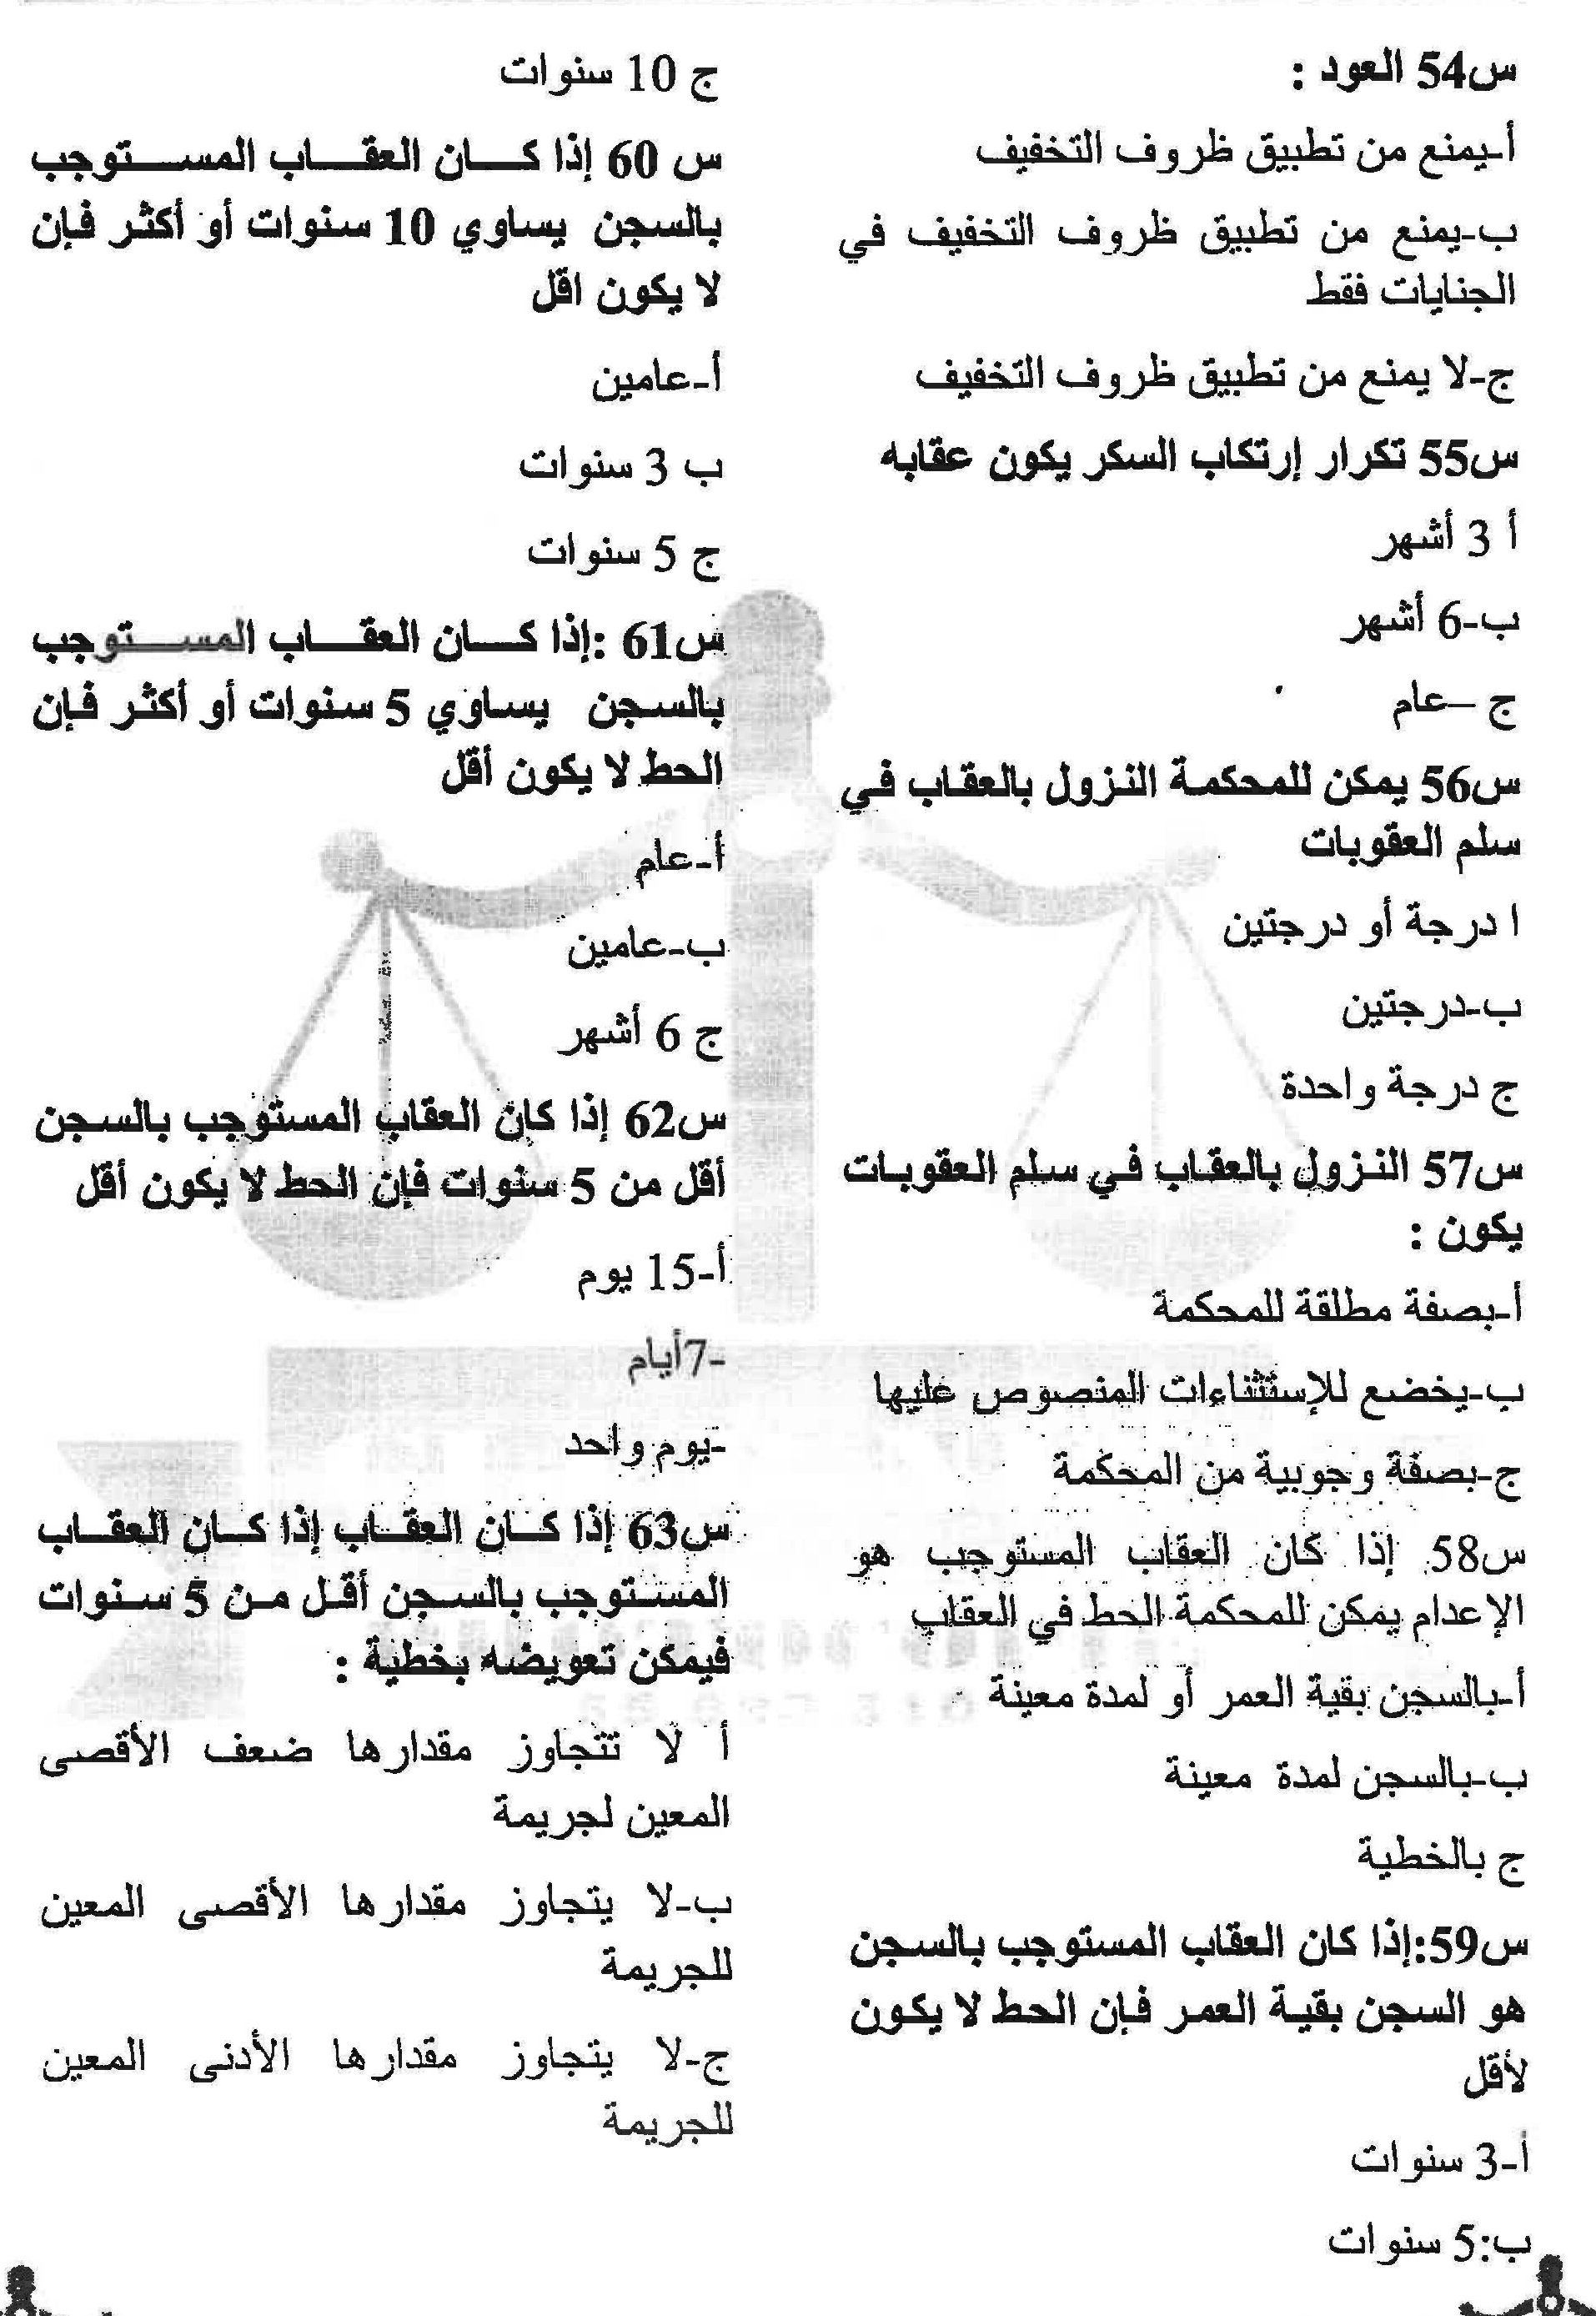 س54 العود :
أ-يمنع من تطبيق ظروف التخفيف
ب-يمنع من تطبيق ظروف التخفيف في
الجنايات فقط
ج-لا يمنع من تطبيق ظروف التخفيف
س55 تكرار إرتكاب السكر يكون عقابه
أ 3 أشهر
ب-6 أشهر
ج –عام
س56 يمكن للمحكمة النزول بالعقاب في
سلم العقوبات
ا درجة أو درجتين
ب-درجتين
ج درجة واحدة
س57 النزول بالعقاب في سلم العقوبات
يكون :
أ-بصفة مطلقة للمحكمة
ب-يخضع للإستثناءات المنصوص عليها
ج-بصفة وجوبية من المحكمة
س58. إذا كان العقاب المستوجب هو
الإعدام يمكن للمحكمة الحط في العقاب
أ-بالسجن بقية العمر أو لمدة معينة
ب-بالسجن لمدة معينة
ج بالخطية
س59:إذا كان العقاب المستوجب بالسجن
هو السجن بقية العمر فإن الحط لا يكون
لأقل
أ-3 سنوات
ب:5 سنوات
ج 10 سنوات
س 60 إذا كان العقاب المستوجب
بالسجن يساوي 10 سنوات أو أكثر فإن
لا يكون اقل
أ-عامين
ب 3 سنوات
ج 5 سنوات
س61 :إذا كان العقاب المستوجب
بالسجن يساوي 5 سنوات أو أكثر فإن
الحط لا يكون أقل
أ-عام
ب-عامين
ج 6 أشهر
س62 إذا كان العقاب المستوجب بالسجن
أقل من 5 سنوات فإن الحط لا يكون أقل
أ-15 يوم
-7أيام
-يوم واحد
س63 إذا كان العقاب إذا كان العقاب
المستوجب بالسجن أقل من 5 سنوات
فيمكن تعويضه بخطية :
أ لا تتجاوز مقدارها ضعف الأقصى
المعين لجريمة
ب-لا يتجاوز مقدارها الأقصى المعين
للجريمة
ج-لا يتجاوز مقدارها الأدنى المعين
للجريمة